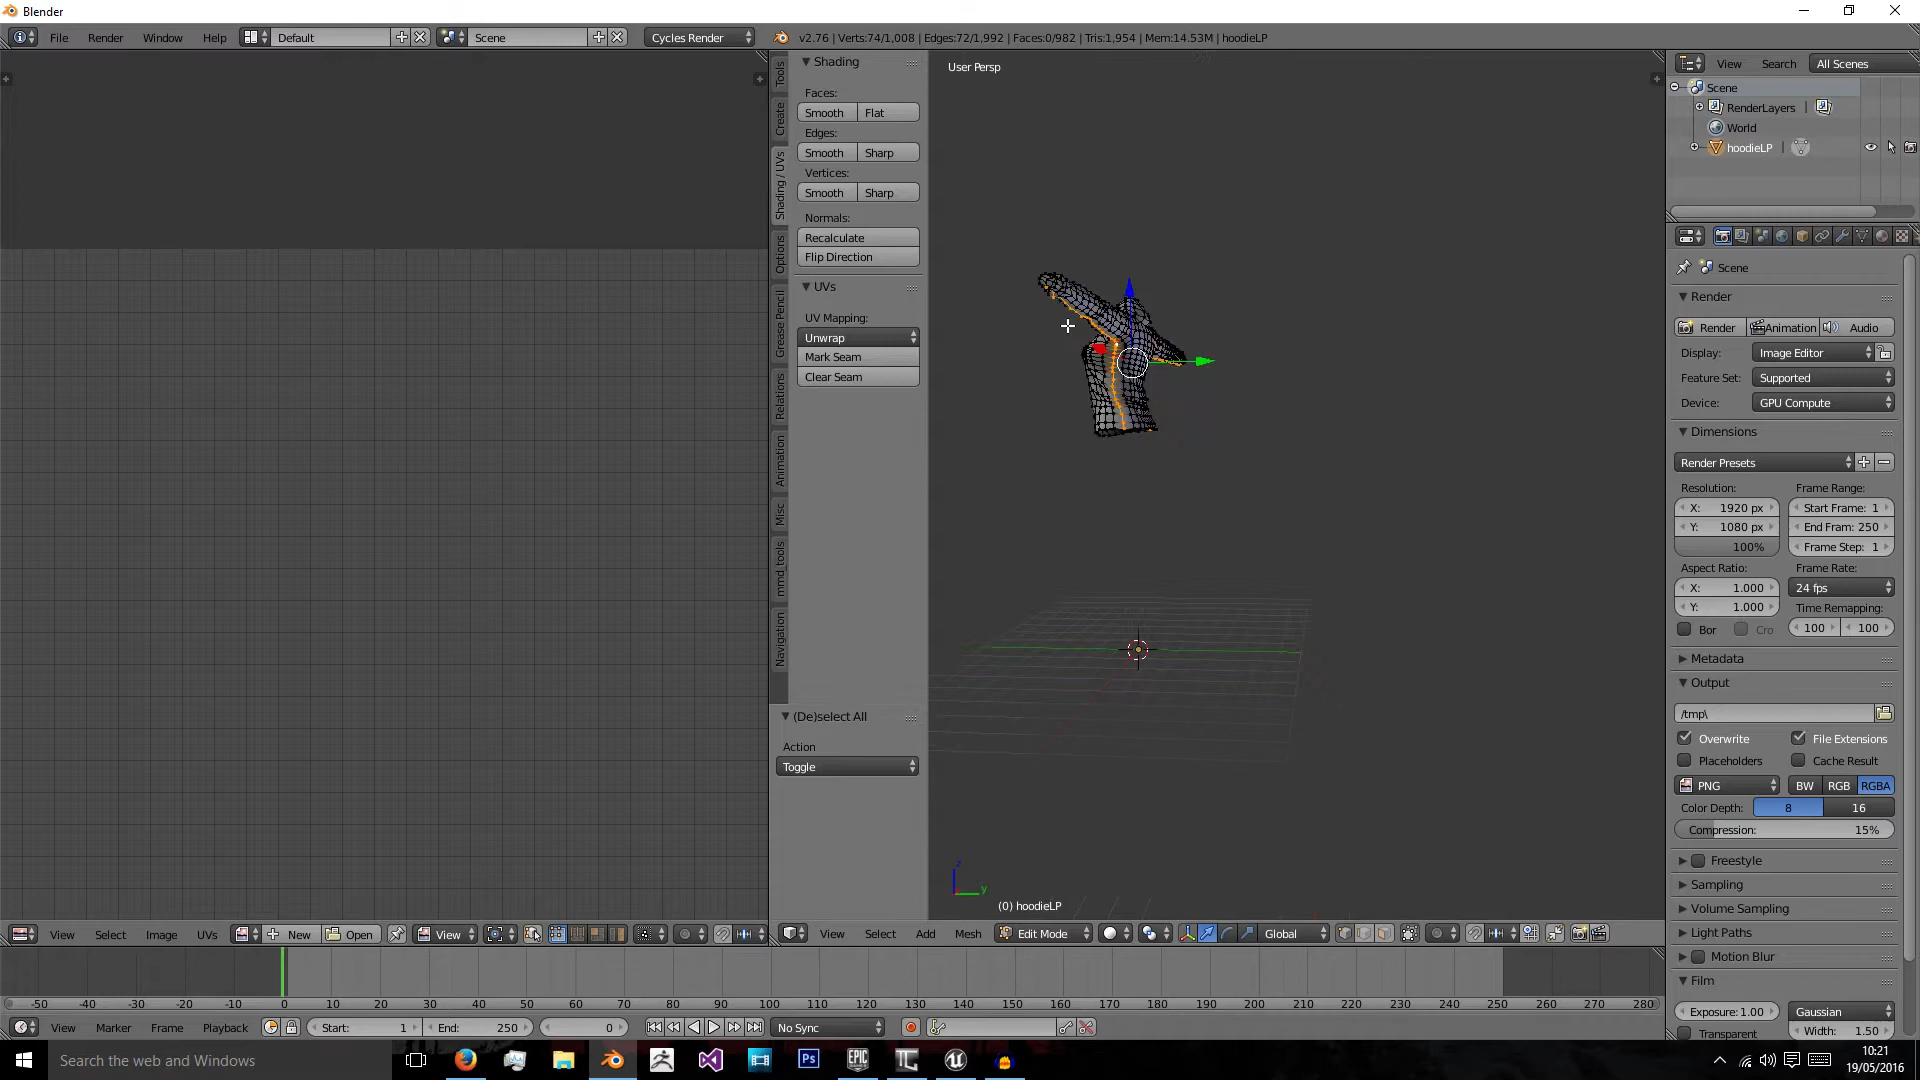 Blender
File Render Window Help Default Scene Cycles Render v2.76 | Verts:74/1,008 | Edges:72/1,992 | Faces:0/982 | Tris:1,954 | Mem:14.53M | hoodieLP
Tools
Create
Shading / UVs
Options
Grease Pencil
Relations
Animation
Misc
mmd_tools
Navigation
Shading
Faces:
Smooth Flat
Edges:
Smooth Sharp
Vertices:
Smooth Sharp
Normals:
Recalculate
Flip Direction
UVs
UV Mapping:
Unwrap
Mark Seam
Clear Seam
(De)select All
Action
Toggle
User Persp
z
y
(0) hoodieLP
View Search All Scenes
Scene
RenderLayers |
World
hoodieLP |
Scene
Render
Render Animation Audio
Display: Image Editor
Feature Set: Supported
Device: GPU Compute
Dimensions
Render Presets
Resolution: Frame Range:
X: 1920 px Start Frame: 1
Y: 1080 px End Fram: 250
100% Frame Step: 1
Aspect Ratio: Frame Rate:
X: 1.000 24 fps
Y: 1.000 Time Remapping:
Bor Cro 100 100
Metadata
Output
/tmp\
Overwrite File Extensions
Placeholders Cache Result
PNG BW RGB RGBA
Color Depth: 8 16
Compression: 15%
Freestyle
Sampling
Volume Sampling
Light Paths
Motion Blur
Film
Exposure: 1.00 Gaussian
Transparent Width: 1.50
View Select Image UVs New Open View
View Select Add Mesh Edit Mode Global
-50 -40 -30 -20 -10 0 10 20 30 40 50 60 70 80 90 100 110 120 130 140 150 160 170 180 190 200 210 220 230 240 250 260 270 280
View Marker Frame Playback Start: 1 End: 250 0 No Sync
Search the web and Windows
Ps
EPIC
10:21
19/05/2016